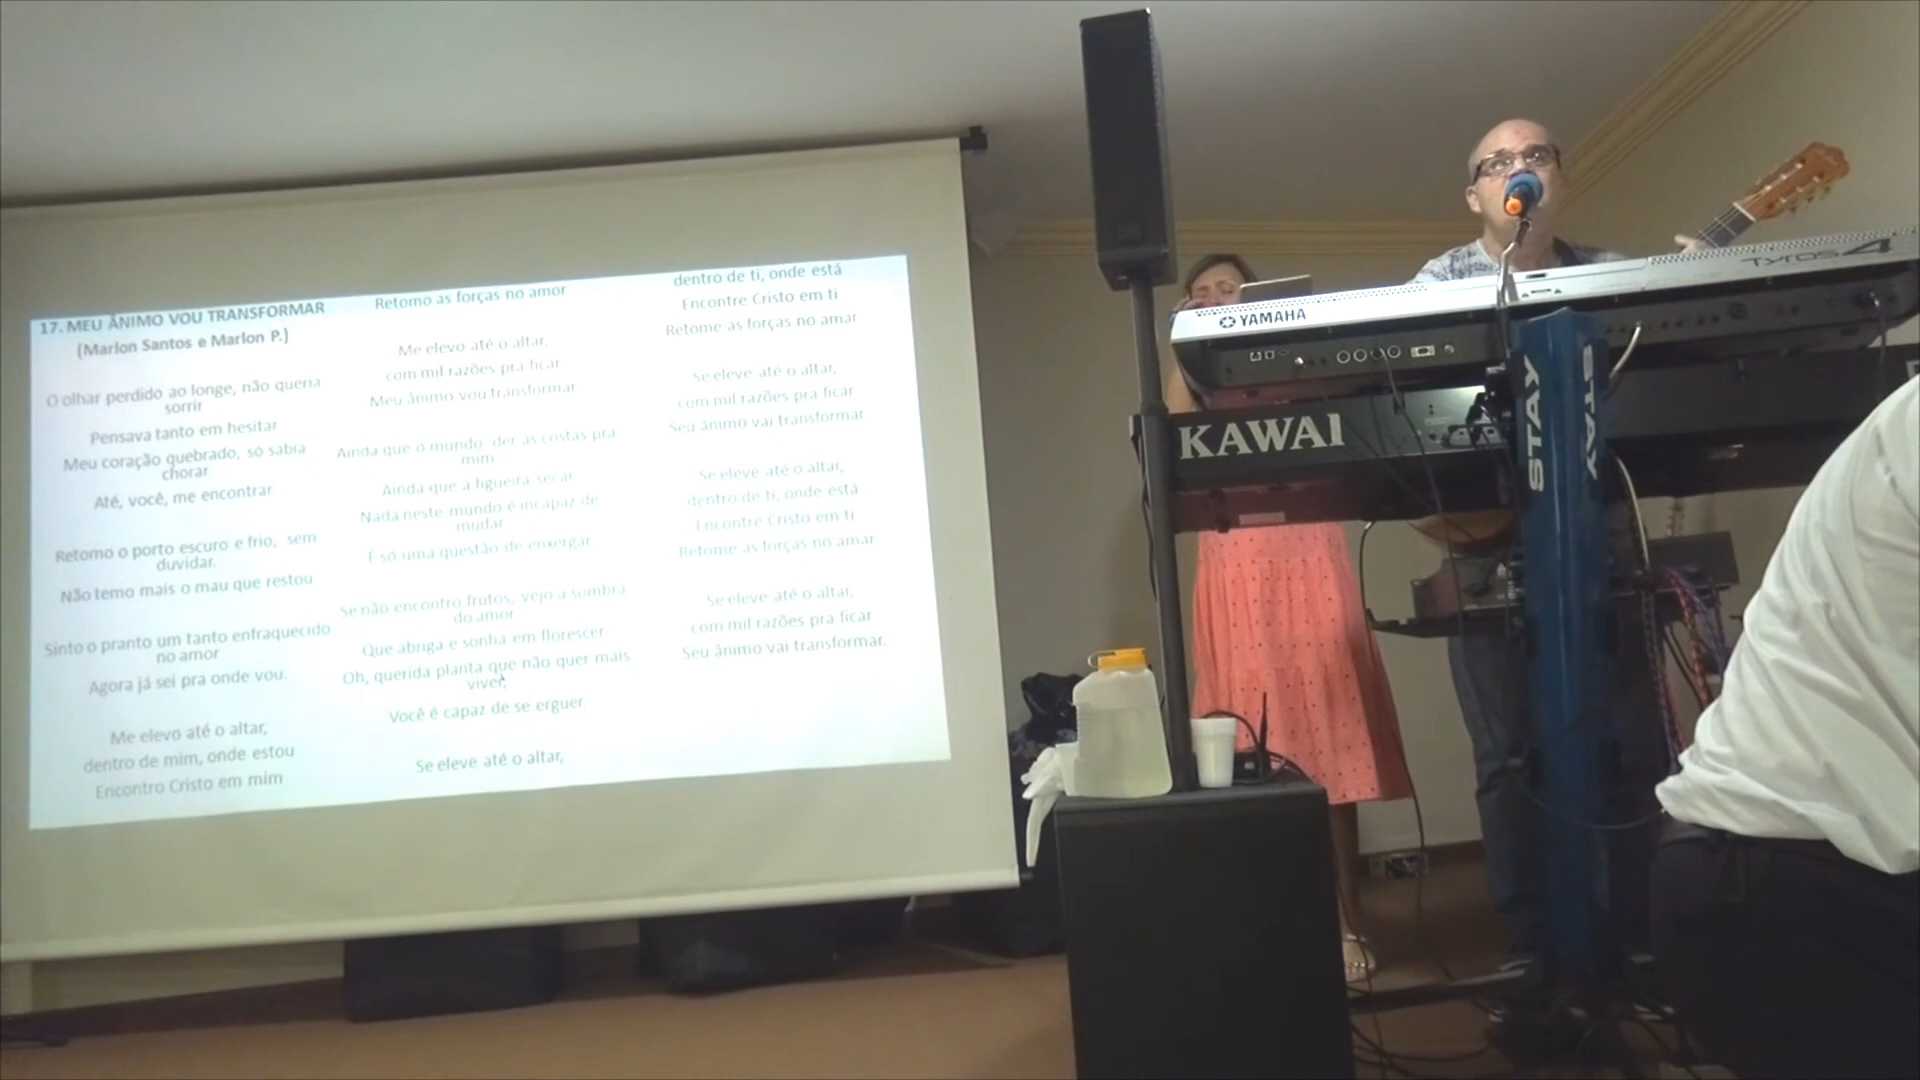 17. MEU ÂNIMO VOU TRANSFORMAR
(Marlon Santos e Marlon P.)
O olhar perdido ao longe, não queria
sorrir
Pensava tanto em hesitar
Meu coração quebrado, só sabia
chorar
Até, você, me encontrar.
Retomo o porto escuro e frio, sem
duvidar.
Não temo mais o mau que restou
Sinto o pranto um tanto enfraquecido
no amor
Agora já sei pra onde vou.
Me elevo até o altar,
dentro de mim, onde estou
Encontro Cristo em mim
Retomo as forças no amor
Me elevo até o altar,
com mil razões pra ficar
Meu ânimo vou transformar
Ainda que o mundo der as costas pra
mim
Ainda que a figueira secar
Nada neste mundo é incapaz de
mudar
É só uma questão de enxergar
Se não encontro frutos, vejo a sombra
do amor
Que abriga e sonha em florescer
Oh, querida planta que não quer mais
viver,
Você é capaz de se erguer
Se eleve até o altar,
dentro de ti, onde está
Encontre Cristo em ti
Retome as forças no amar
Se eleve até o altar,
com mil razões pra ficar
Seu ânimo vai transformar
Se eleve até o altar,
dentro de ti, onde está
Encontre Cristo em ti
Retome as forças no amar
Se eleve até o altar,
com mil razões pra ficar
Seu ânimo vai transformar.
YAMAHA
Tyros 4
KAWAI
STAY
STAY